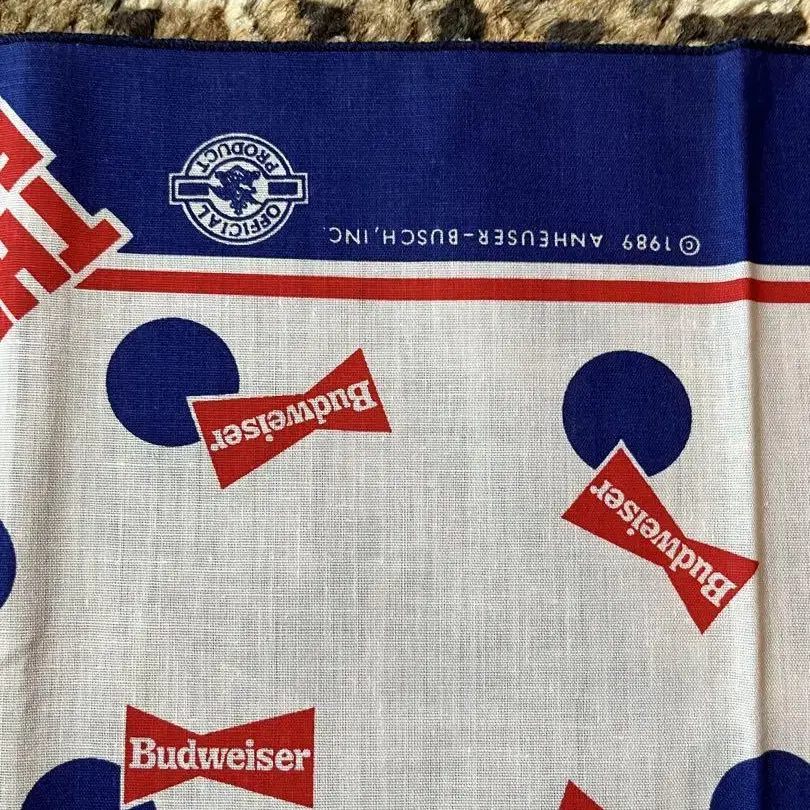 OFFICIAL PRODUCT
© 1989 ANHEUSER-BUSCH, INC.
Budweiser
Budweiser
Budweiser